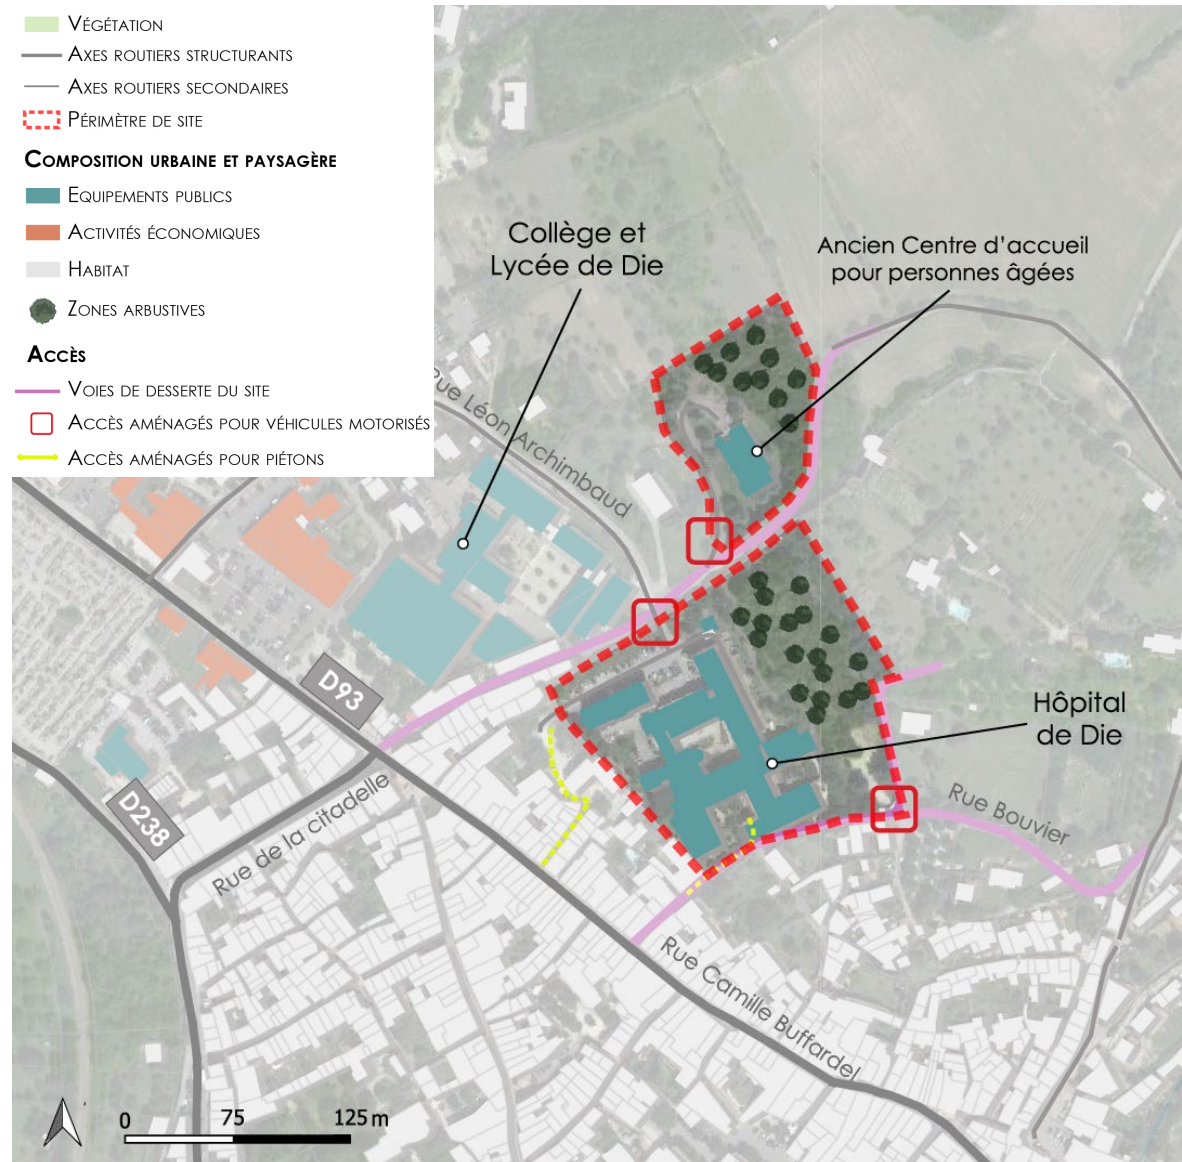 Végétation
Axes routiers structurants
Axes routiers secondaires
Périmètre de site
Composition urbaine et paysagère
Equipements publics
Activités économiques
Habitat
Zones arbustives
Accès
Voies de desserte du site
Accès aménagés pour véhicules motorisés
Accès aménagés pour piétons
Collège et
Lycée de Die
Ancien Centre d'accueil
pour personnes âgées
Rue Léon Archimbaud
D93
D238
Rue de la citadelle
Hôpital
de Die
Rue Bouvier
Rue Camille Buffardel
0 75 125 m